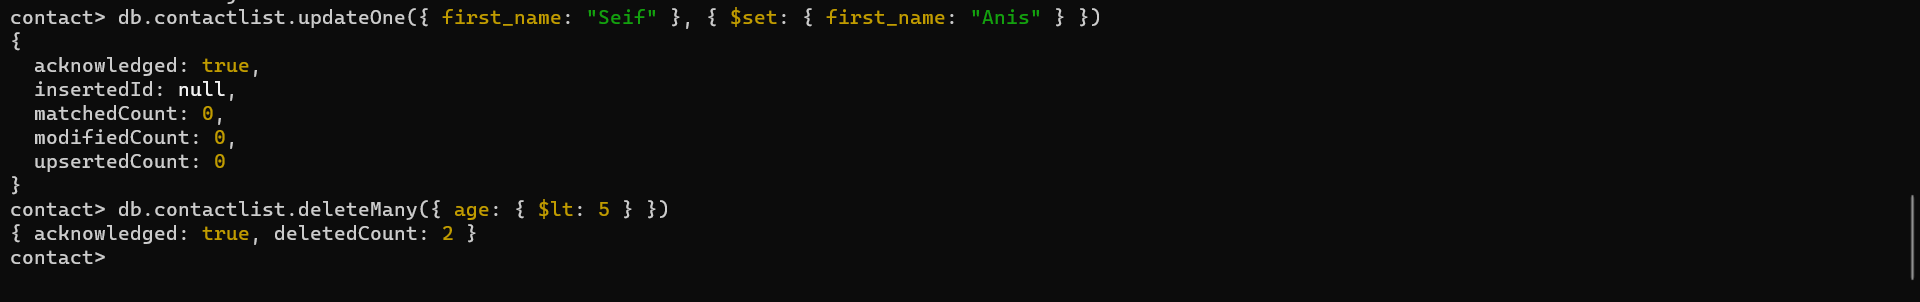 contact> db.contactlist.updateOne({ first_name: "Seif" }, { $set: { first_name: "Anis" } })
{
  acknowledged: true,
  insertedId: null,
  matchedCount: 0,
  modifiedCount: 0,
  upsertedCount: 0
}
contact> db.contactlist.deleteMany({ age: { $lt: 5 } })
{ acknowledged: true, deletedCount: 2 }
contact>